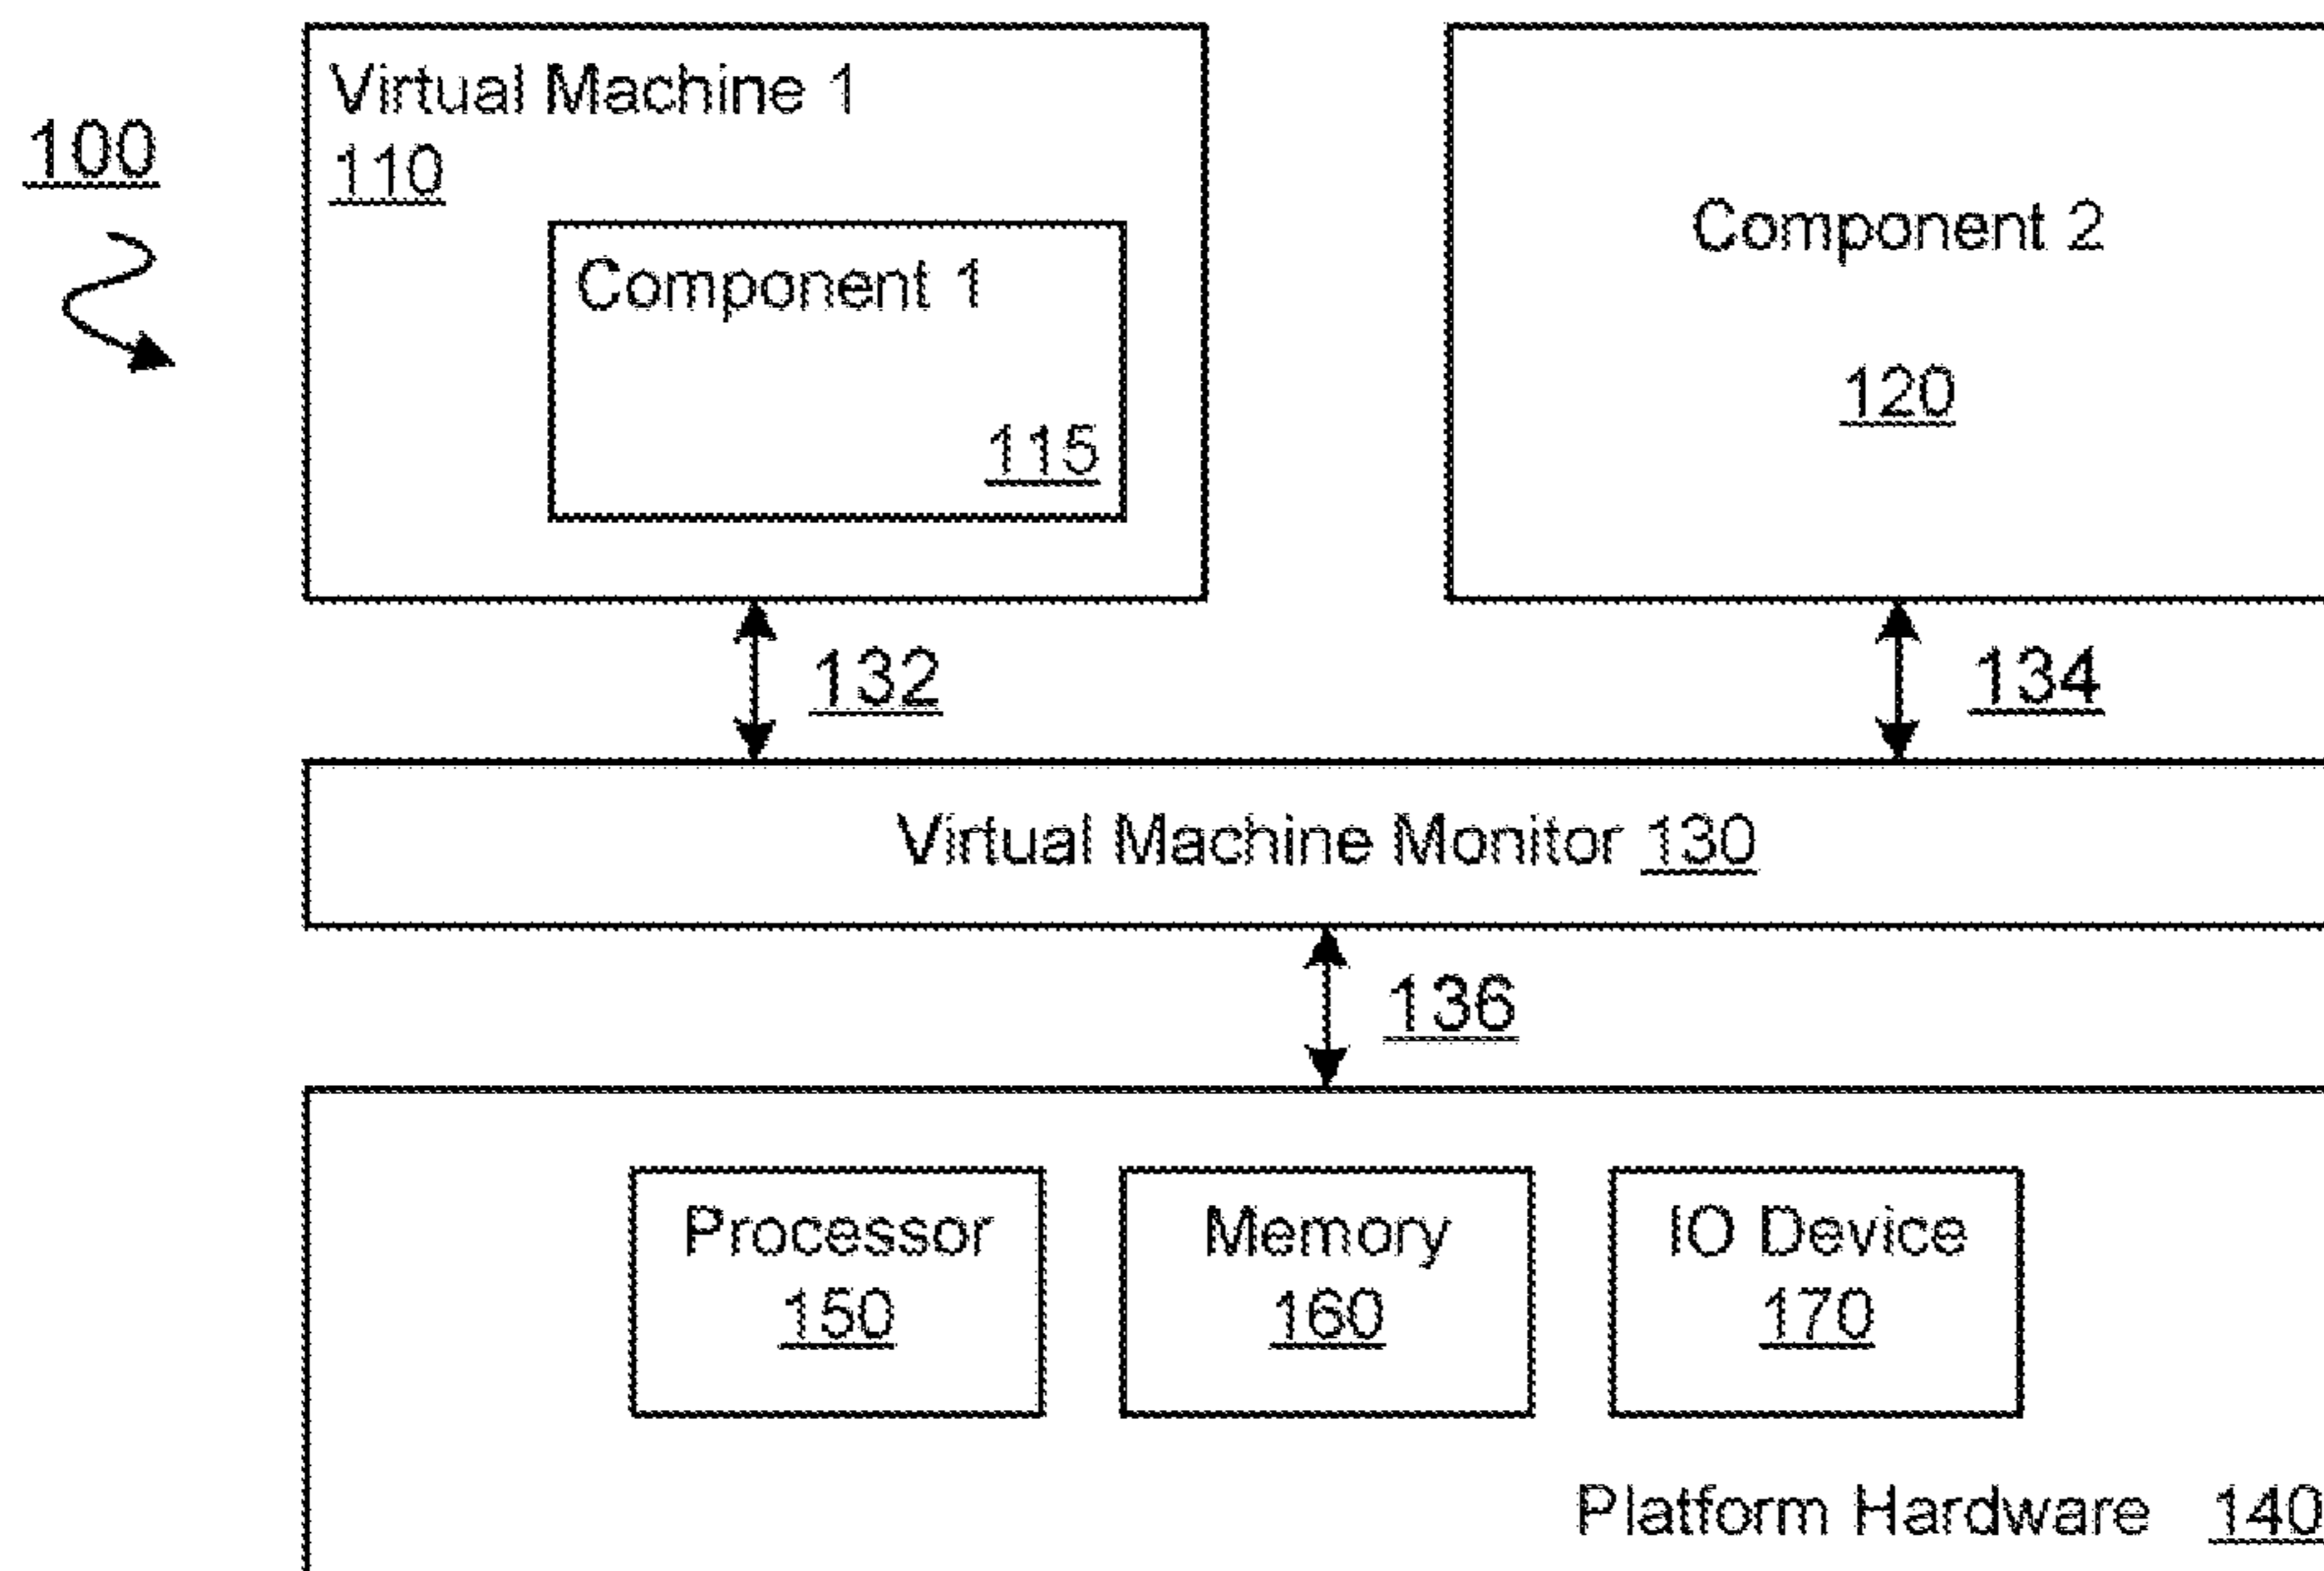 100
Virtual Machine 1
110
Component 1
115
Component 2
120
132
134
Virtual Machine Monitor 130
136
Processor
150
Memory
160
IO Device
170
Platform Hardware 140